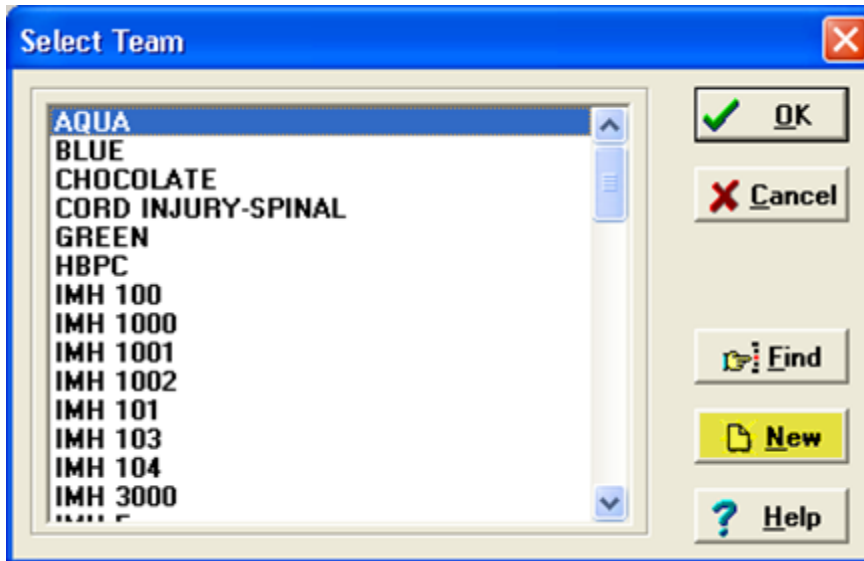 Select Team
AQUA
BLUE
CHOCOLATE
CORD INJURY-SPINAL
GREEN
HBPC
IMH 100
IMH 1000
IMH 1001
IMH 1002
IMH 101
IMH 103
IMH 104
IMH 3000
OK
Cancel
Find
New
Help